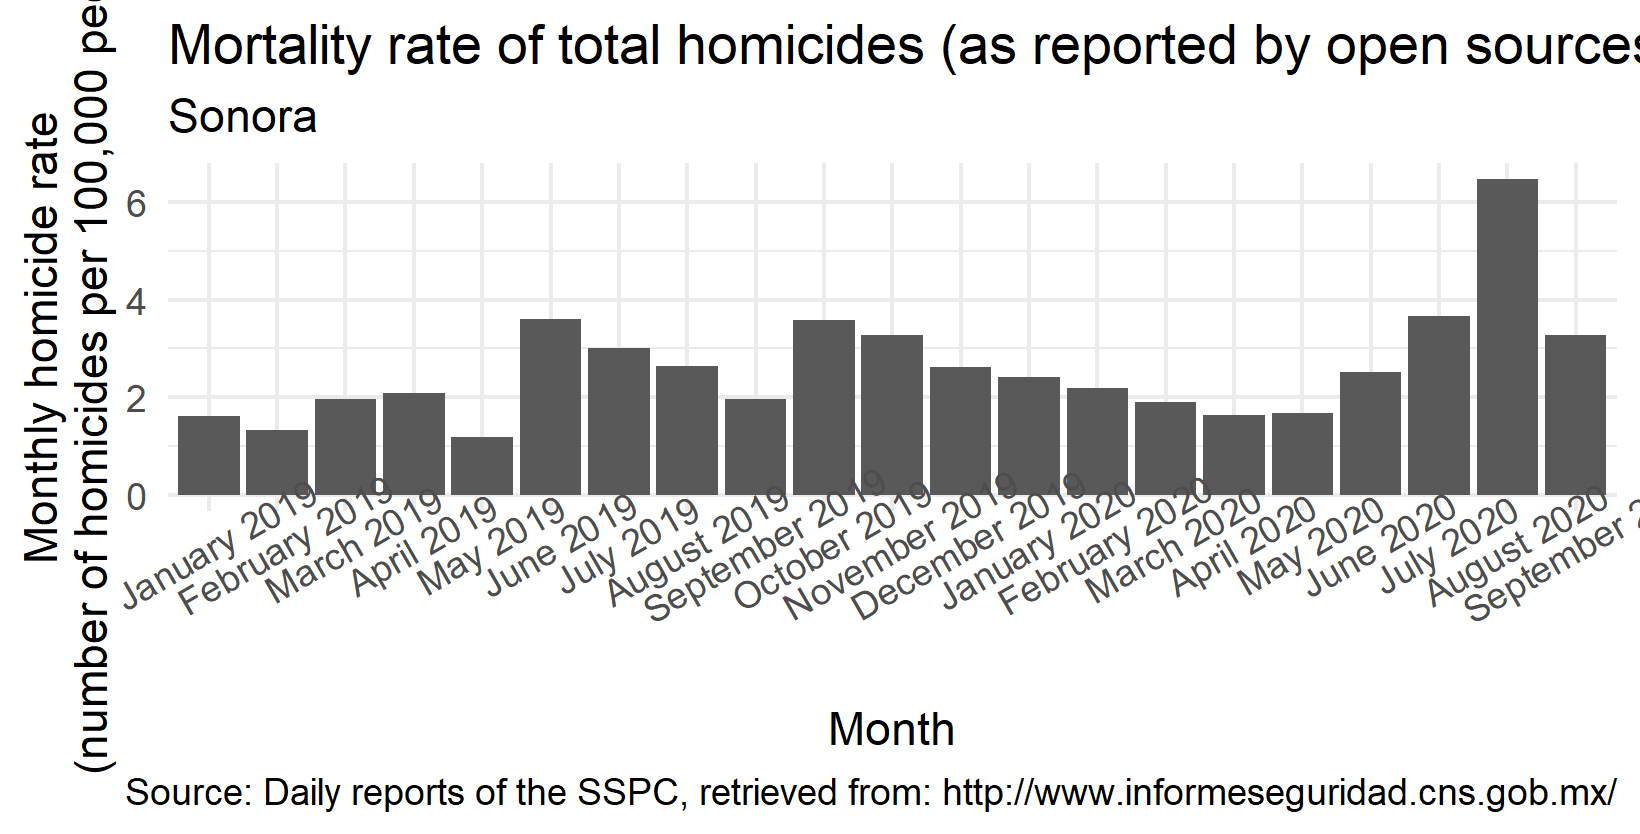 Mortality rate of total homicides (as reported by open sources
Sonora
Monthly homicide rate
(number of homicides per 100,000
6
4
2
0
January 2019
February 2019
March 2019
April 2019
May 2019
June 2019
July 2019
August 2019
September 2019
October 2019
November 2019
December 2019
January 2020
February 2020
March 2020
April 2020
May 2020
June 2020
July 2020
August 2020
September
Month
Source: Daily reports of the SSPC, retrieved from: http://www.informeseguridad.cns.gob.mx/